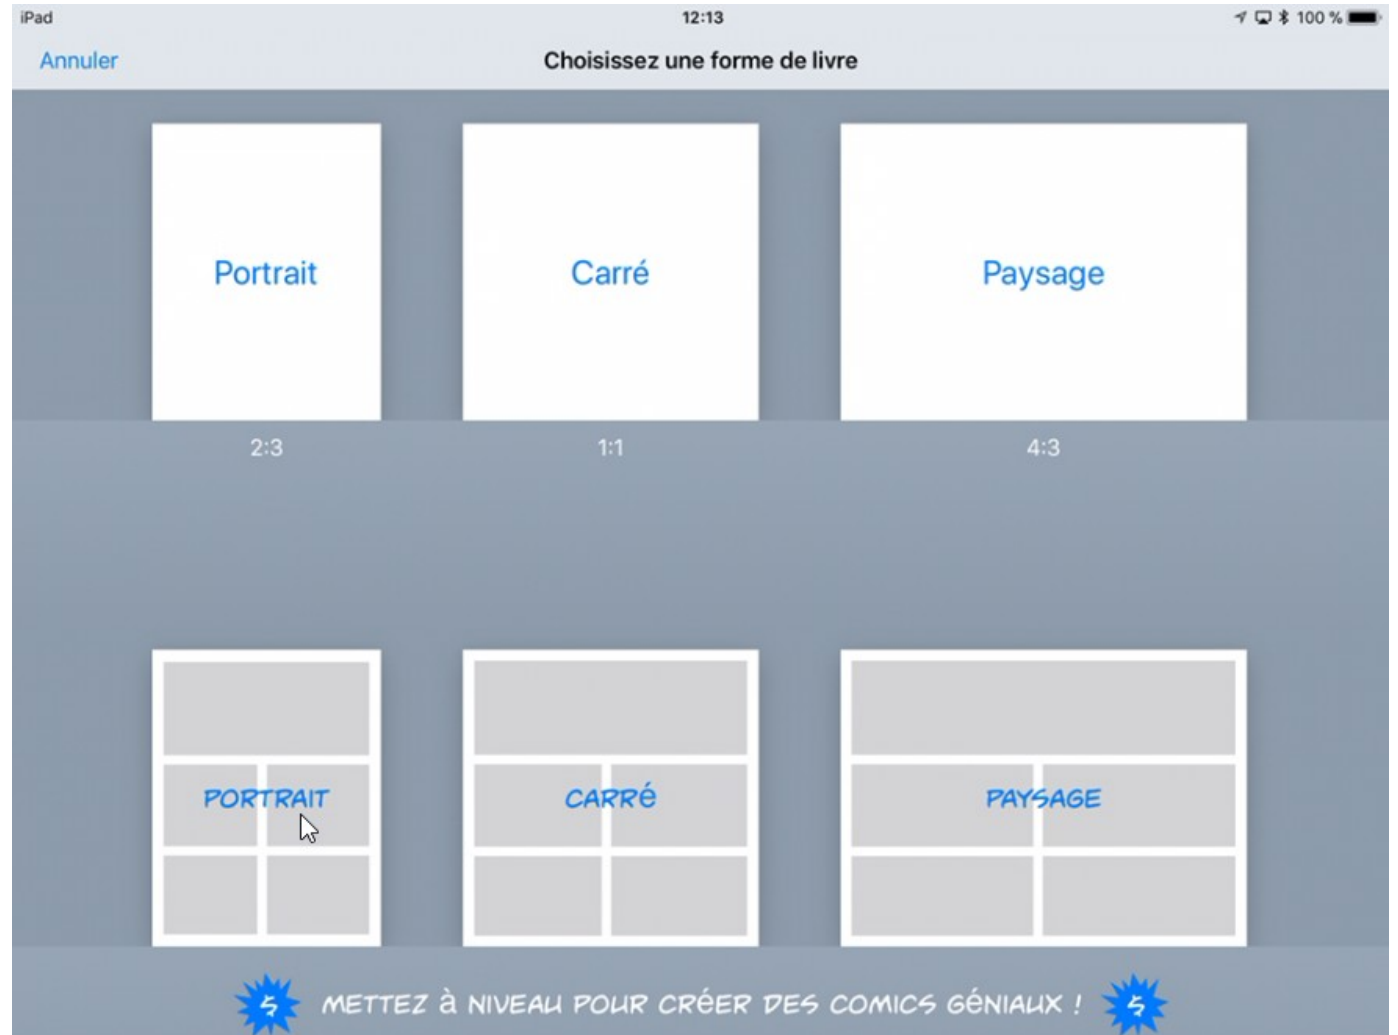 iPad
12:13
100 %
Annuler
Choisissez une forme de livre
Portrait
Carré
Paysage
2:3
1:1
4:3
PORTRAIT
CARRé
PAYSAGE
METTEZ à NIVEAU POUR CRéER DES COMICS GéNIAUX !